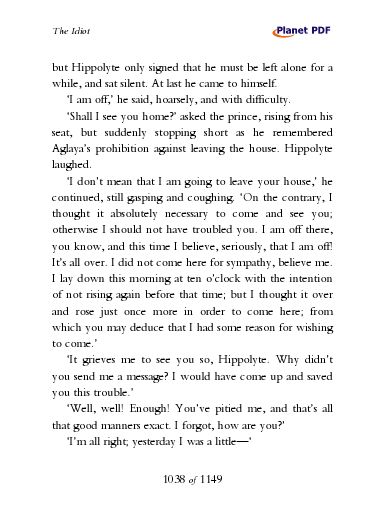 The Idiot
Planet PDF
but Hippolyte only signed that he must be left alone for a
while, and sat silent. At last he came to himself.
‘I am off,’ he said, hoarsely, and with difficulty.
‘Shall I see you home?’ asked the prince, rising from his
seat, but suddenly stopping short as he remembered
Aglaya’s prohibition against leaving the house. Hippolyte
laughed.
‘I don’t mean that I am going to leave your house,’ he
continued, still gasping and coughing. ‘On the contrary, I
thought it absolutely necessary to come and see you;
otherwise I should not have troubled you. I am off there,
you know, and this time I believe, seriously, that I am off!
It’s all over. I did not come here for sympathy, believe me.
I lay down this morning at ten o’clock with the intention
of not rising again before that time; but I thought it over
and rose just once more in order to come here; from
which you may deduce that I had some reason for wishing
to come.’
‘It grieves me to see you so, Hippolyte. Why didn’t
you send me a message? I would have come up and saved
you this trouble.’
‘Well, well! Enough! You’ve pitied me, and that’s all
that good manners exact. I forgot, how are you?’
‘I’m all right; yesterday I was a little—’
1038 of 1149